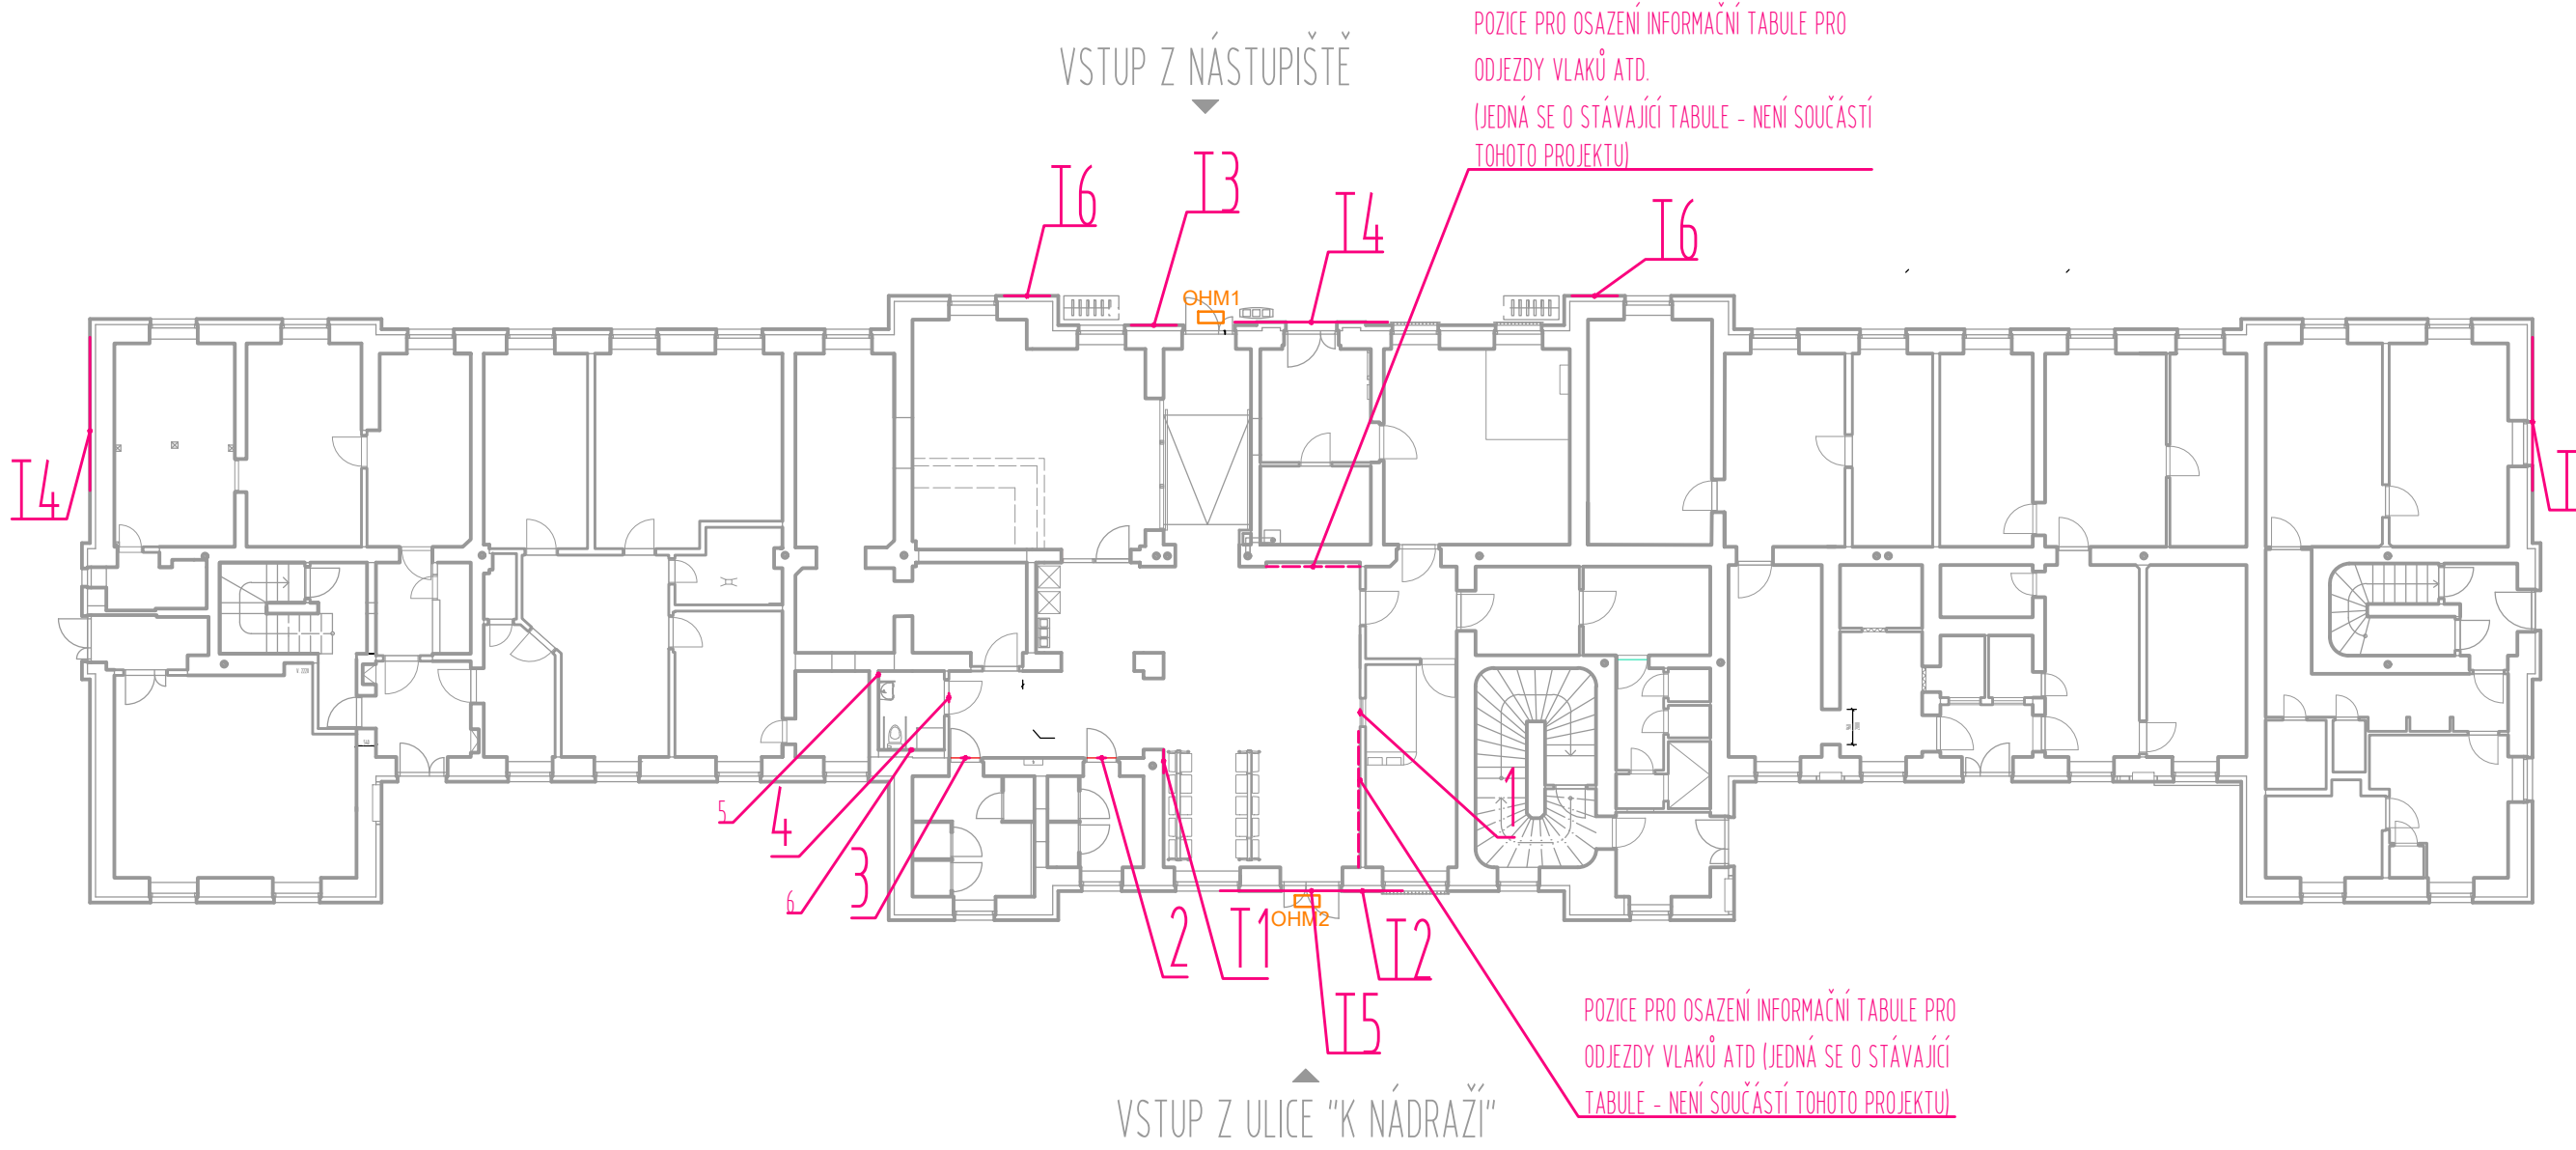 POZICE PRO OSAZENÍ INFORMAČNÍ TABULE PRO
ODJEZDY VLAKŮ ATD.
(JEDNÁ SE O STÁVAJÍCÍ TABULE - NENÍ SOUČÁSTÍ
TOHOTO PROJEKTU)
VSTUP Z NÁSTUPIŠTĚ
T6
T3
T4
T6
OHM1
T4
T
5
4
6
3
2
T1
OHM2
T2
T5
1
POZICE PRO OSAZENÍ INFORMAČNÍ TABULE PRO
ODJEZDY VLAKŮ ATD (JEDNÁ SE O STÁVAJÍCÍ
TABULE - NENÍ SOUČÁSTÍ TOHOTO PROJEKTU)
VSTUP Z ULICE "K NÁDRAŽÍ"